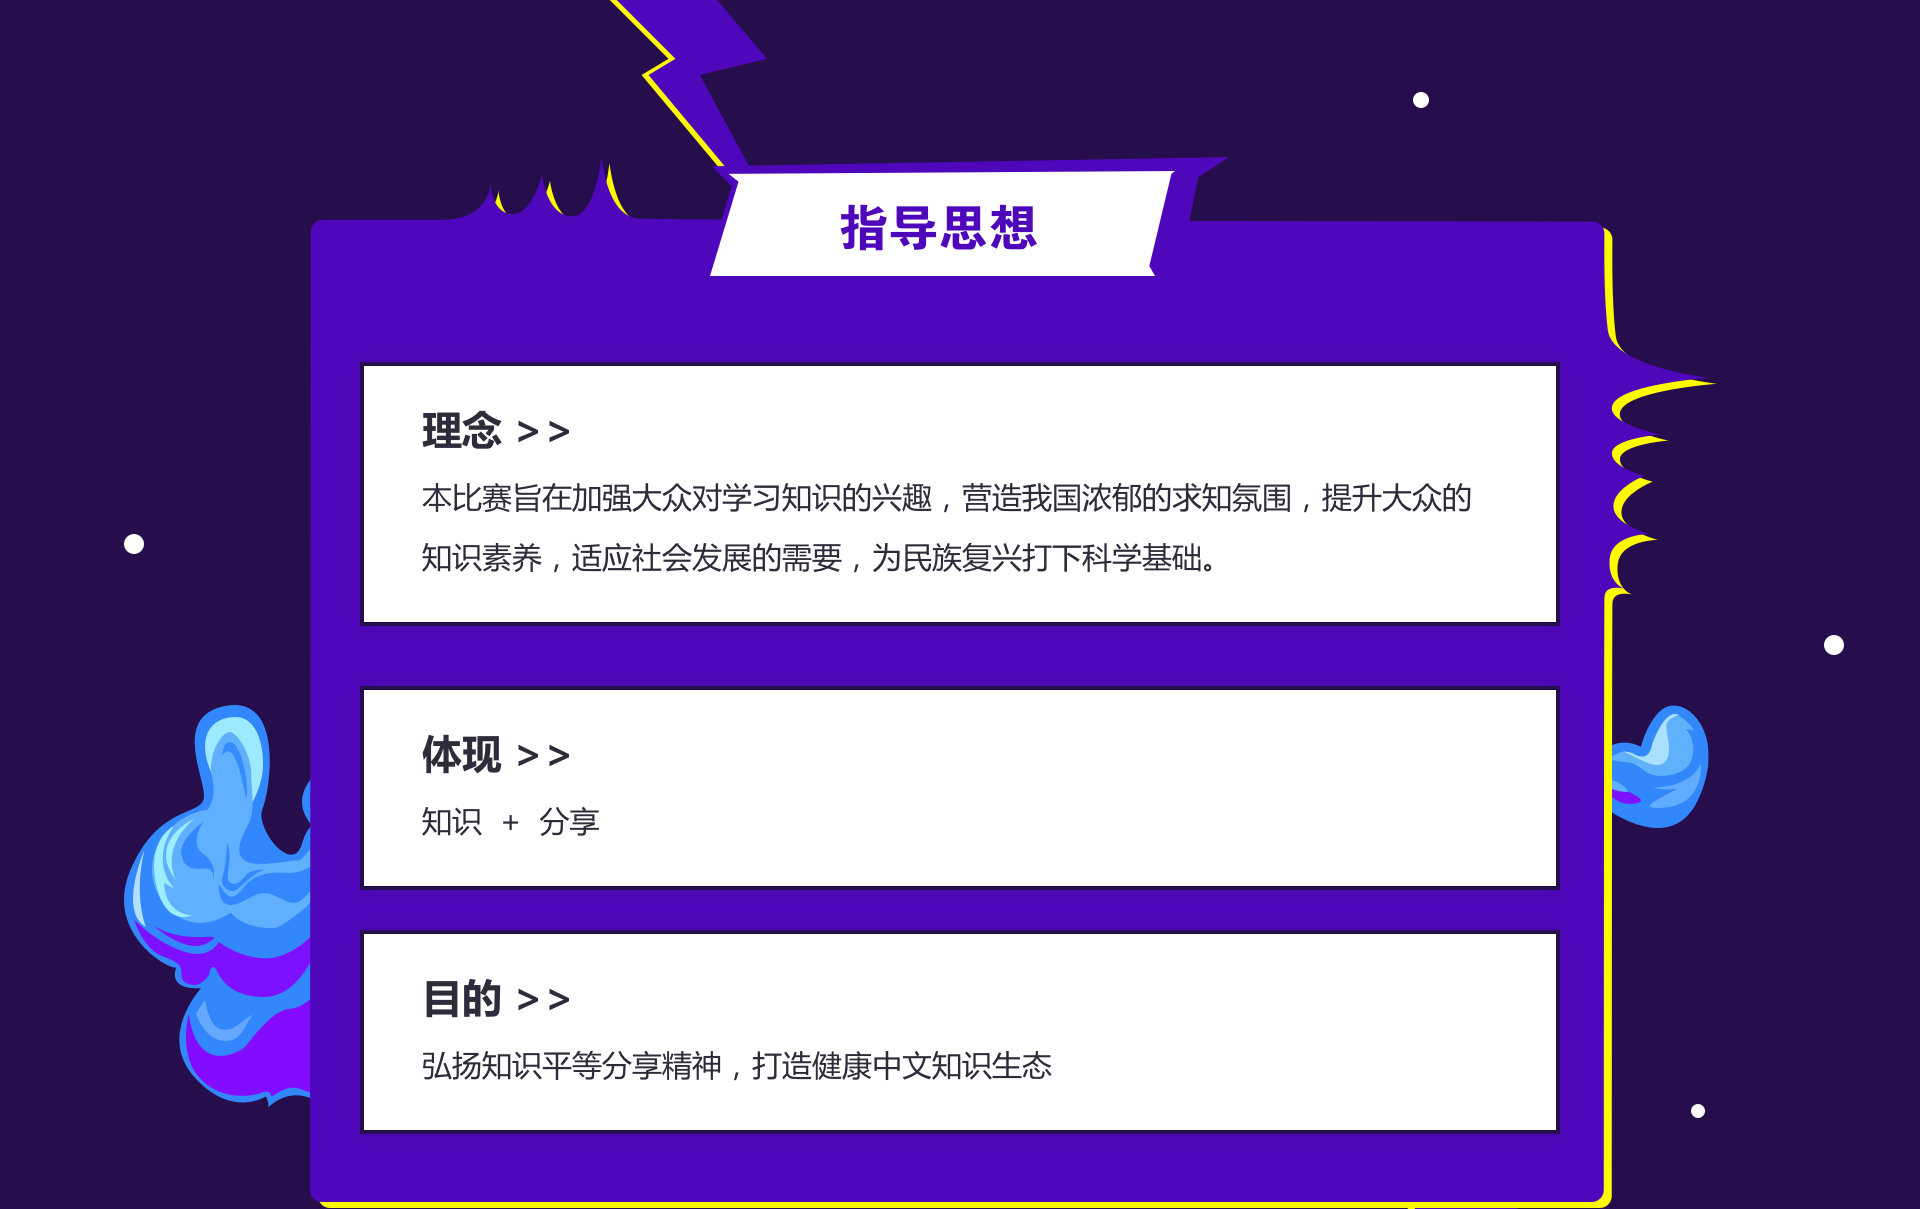 指导思想
理念 >>
本比赛旨在加强大众对学习知识的兴趣，营造我国浓郁的求知氛围，提升大众的
知识素养，适应社会发展的需要，为民族复兴打下科学基础。
体现 >>
知识 + 分享
目的 >>
弘扬知识平等分享精神，打造健康中文知识生态